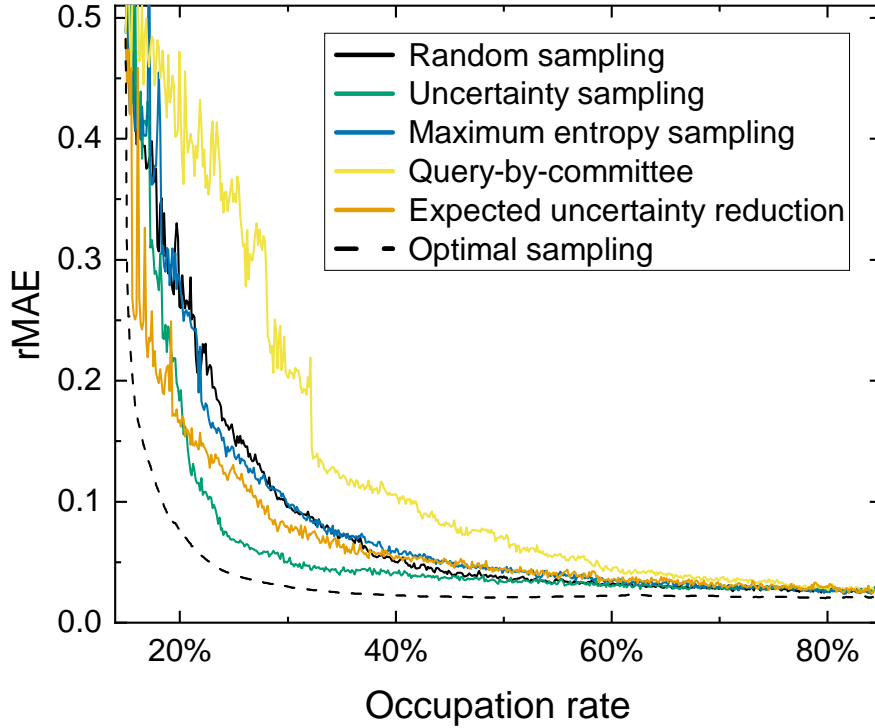 0.5
0.4
0.3
0.2
0.1
0.0
rMAE
Random sampling
Uncertainty sampling
Maximum entropy sampling
Query-by-committee
Expected uncertainty reduction
Optimal sampling
20%
40%
60%
80%
Occupation rate